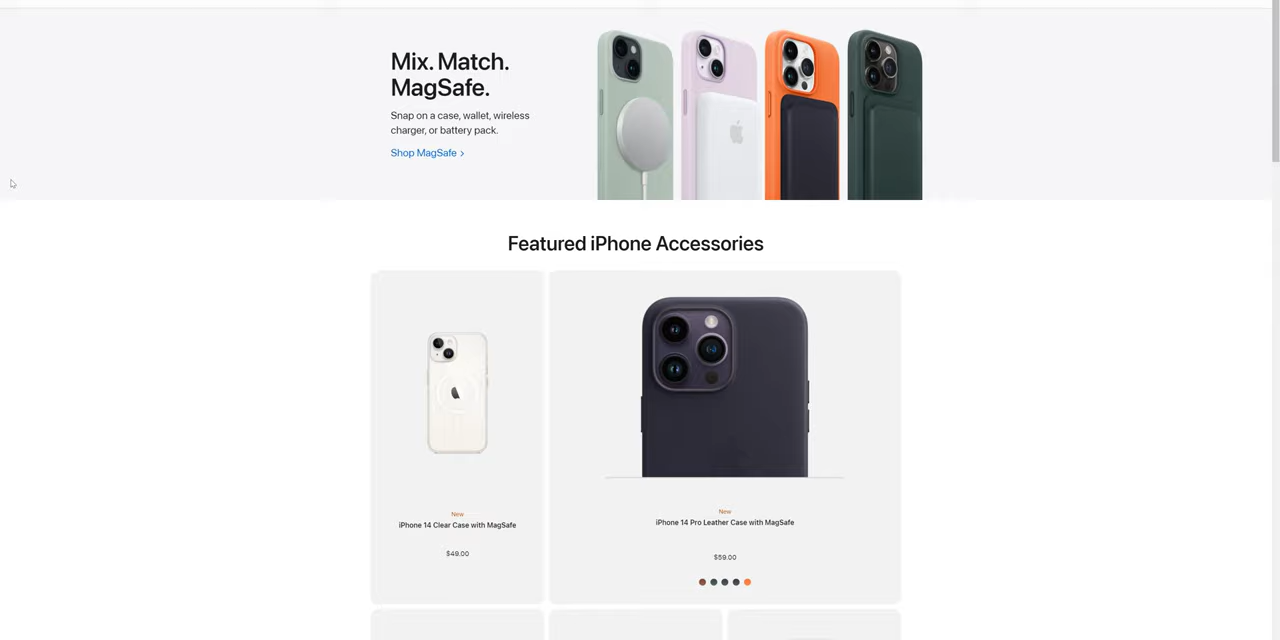 Mix. Match.
MagSafe.
Snap on a case, wallet, wireless
charger, or battery pack.
Shop MagSafe >
Featured iPhone Accessories
New
iPhone 14 Clear Case with MagSafe
$49.00
New
iPhone 14 Pro Leather Case with MagSafe
$59.00